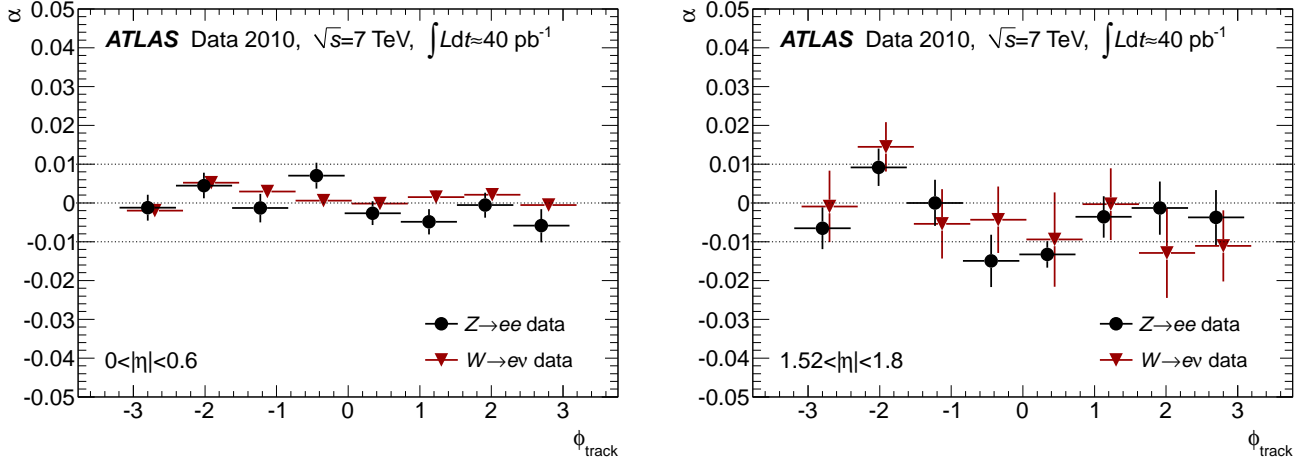 α
0.05
0.04
0.03
0.02
0.01
0
-0.01
-0.02
-0.03
-0.04
-0.05
ATLAS Data 2010, √s=7 TeV, ∫Ldt≈40 pb⁻¹
Z→ee data
W→eν data
0<|η|<0.6
-3 -2 -1 0 1 2 3
ϕtrack
α
0.05
0.04
0.03
0.02
0.01
0
-0.01
-0.02
-0.03
-0.04
-0.05
ATLAS Data 2010, √s=7 TeV, ∫Ldt≈40 pb⁻¹
Z→ee data
W→eν data
1.52<|η|<1.8
-3 -2 -1 0 1 2 3
ϕtrack